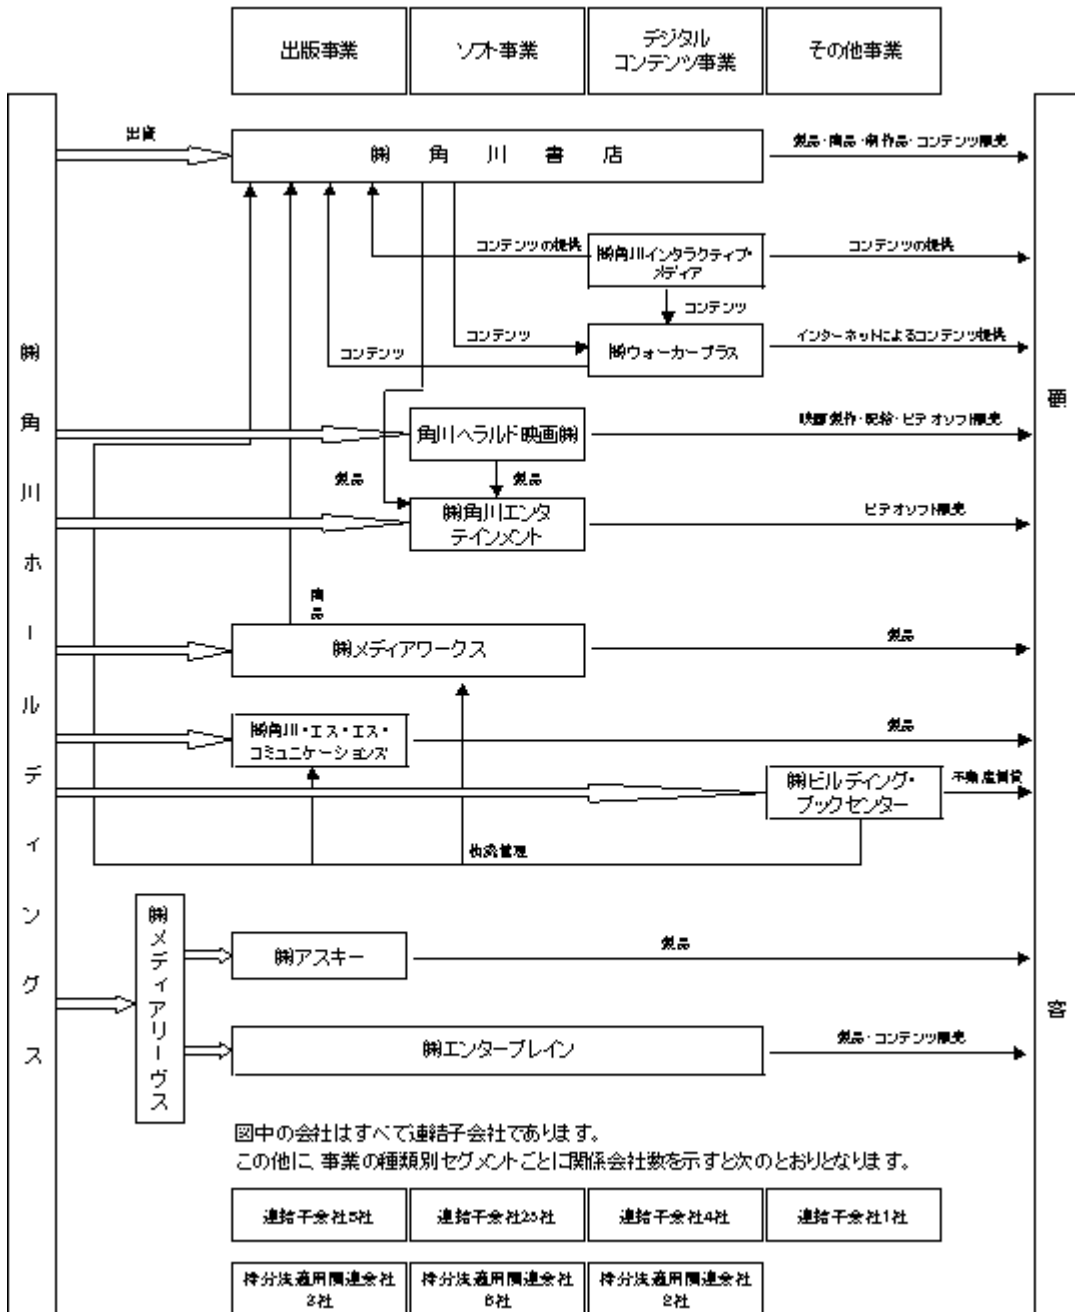 出版事業
ソフト事業
デジタル
コンテンツ事業
その他事業
㈱角川ホールディングス
顧客
出資
㈱角川書店
製品・商品・制作品・コンテンツ販売
コンテンツの提供
㈱角川インタラクティブ・
メディア
コンテンツの提供
コンテンツ
コンテンツ
コンテンツ
㈱ウォーカープラス
インターネットによるコンテンツ提供
角川ヘラルド映画㈱
映画製作・配給・ビデオソフト販売
製品
製品
㈱角川エンタ
テインメント
ビデオソフト販売
商品
㈱メディアワークス
製品
㈱角川・エス・エス・
コミュニケーションズ
製品
㈱ビルディング・
ブックセンター
不動産賃貸
物流管理
㈱メディアリーヴス
㈱アスキー
製品
㈱エンターブレイン
製品・コンテンツ販売
図中の会社はすべて連結子会社であります。
この他に、事業の種類別セグメントごとに関係会社数を示すと次のとおりとなります。
連結子会社5社
連結子会社25社
連結子会社4社
連結子会社1社
持分法適用関連会社
3社
持分法適用関連会社
6社
持分法適用関連会社
2社